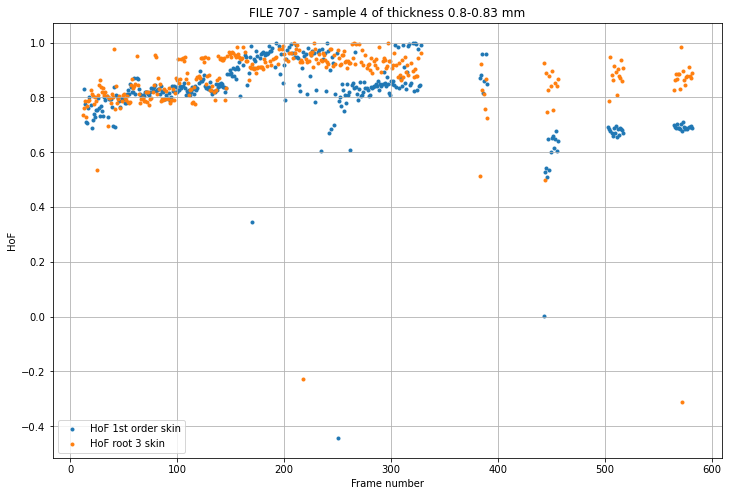 FILE 707 - sample 4 of thickness 0.8-0.83 mm
HoF
1.0
0.8
0.6
0.4
0.2
0.0
−0.2
−0.4
HoF 1st order skin
HoF root 3 skin
0 100 200 300 400 500 600
Frame number